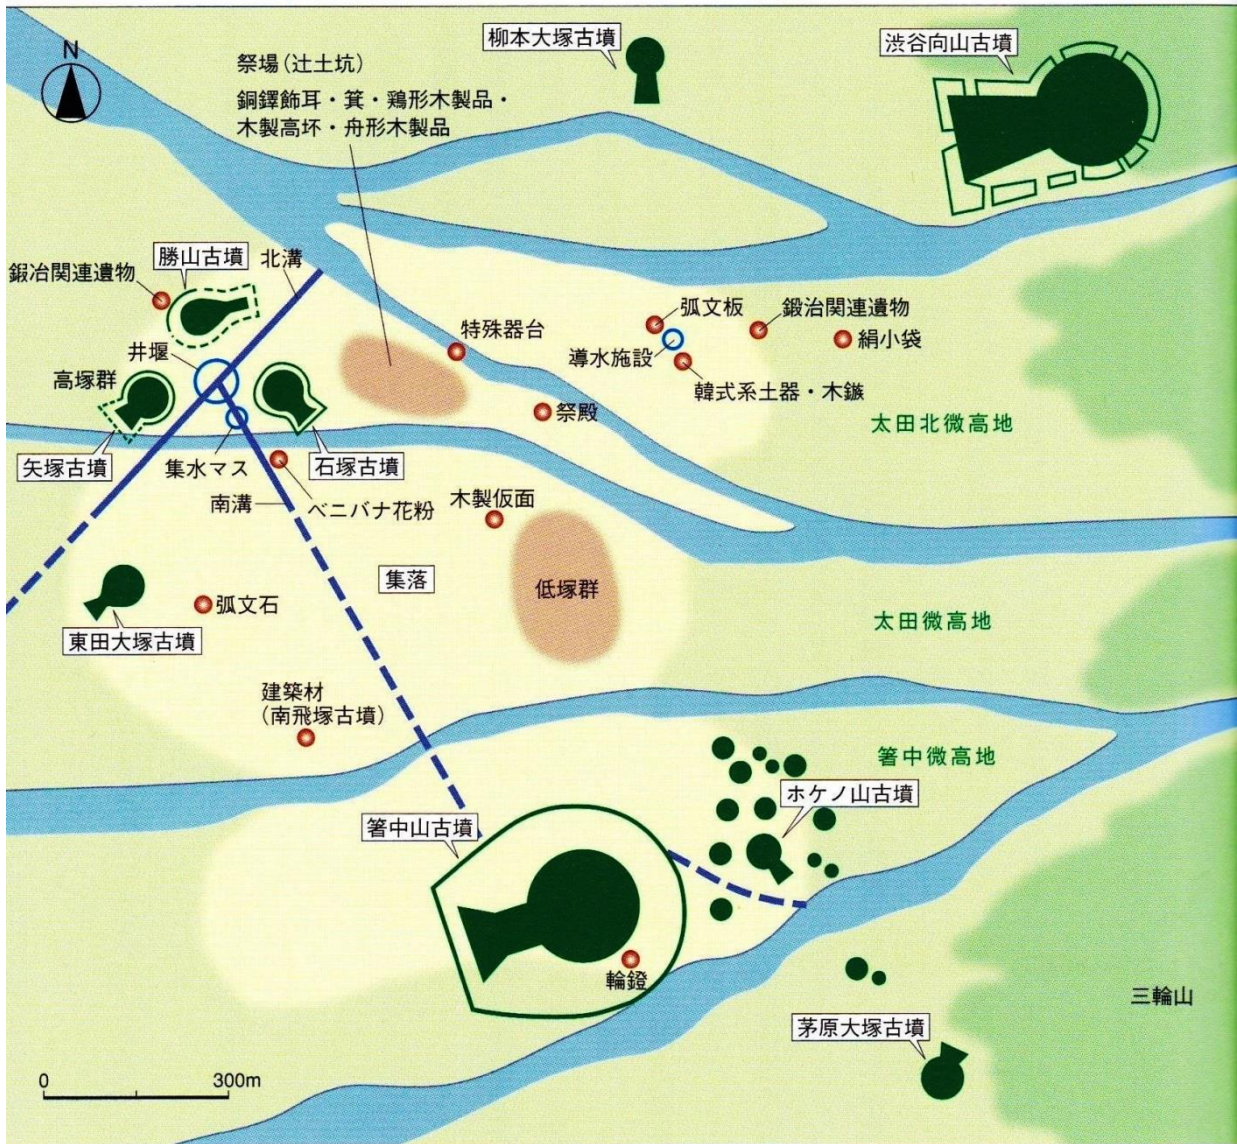 N
祭場(辻土坑)
銅鐸飾耳・箕・鶏形木製品・
木製高坏・舟形木製品
柳本大塚古墳
渋谷向山古墳
勝山古墳
北溝
鍛冶関連遺物
井堰
高塚群
矢塚古墳
集水マス
石塚古墳
南溝
ベニバナ花粉
特殊器台
祭殿
弧文板
導水施設
鍛冶関連遺物
絹小袋
韓式系土器・木鏃
太田北微高地
木製仮面
集落
低塚群
太田微高地
東田大塚古墳
弧文石
建築材
(南飛塚古墳)
箸中微高地
ホケノ山古墳
箸中山古墳
輪鐙
三輪山
茅原大塚古墳
0 300m